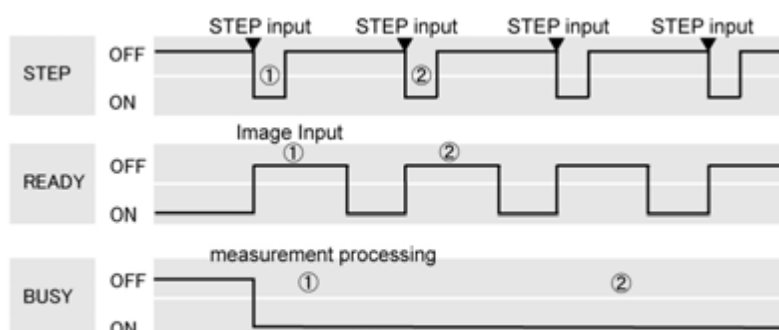 STEP input STEP input STEP input STEP input
STEP OFF ① ②
ON
Image Input
READY OFF ① ②
ON
measurement processing
BUSY OFF ① ②
ON